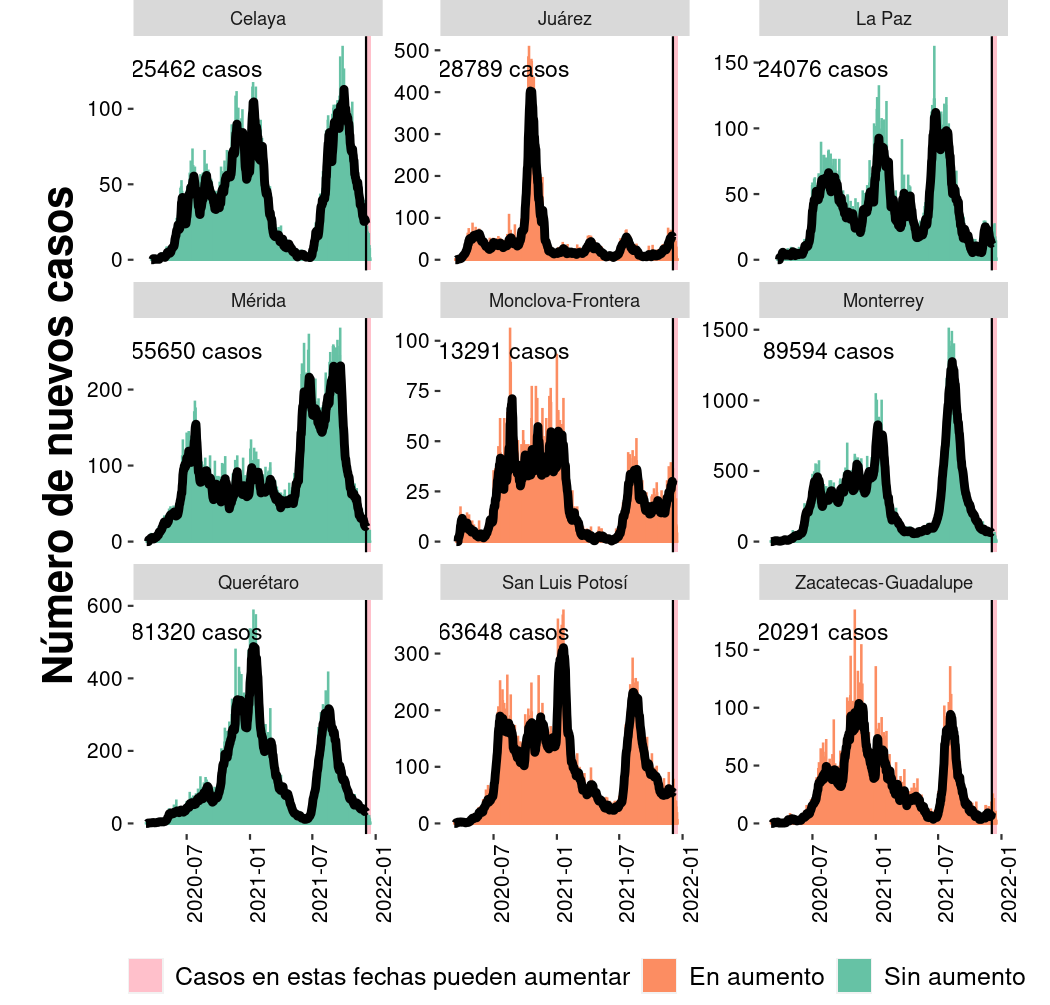 Número de nuevos casos
Celaya
Juárez
La Paz
25462 casos
28789 casos
24076 casos
100
50
0
500
400
300
200
100
0
150
100
50
0
Mérida
Monclova-Frontera
Monterrey
55650 casos
13291 casos
89594 casos
200
100
0
100
75
50
25
0
1500
1000
500
0
Querétaro
San Luis Potosí
Zacatecas-Guadalupe
81320 casos
63648 casos
20291 casos
600
400
200
0
300
200
100
0
150
100
50
0
2020-07
2021-01
2021-07
2022-01
2020-07
2021-01
2021-07
2022-01
2020-07
2021-01
2021-07
2022-01
Casos en estas fechas pueden aumentar
En aumento
Sin aumento